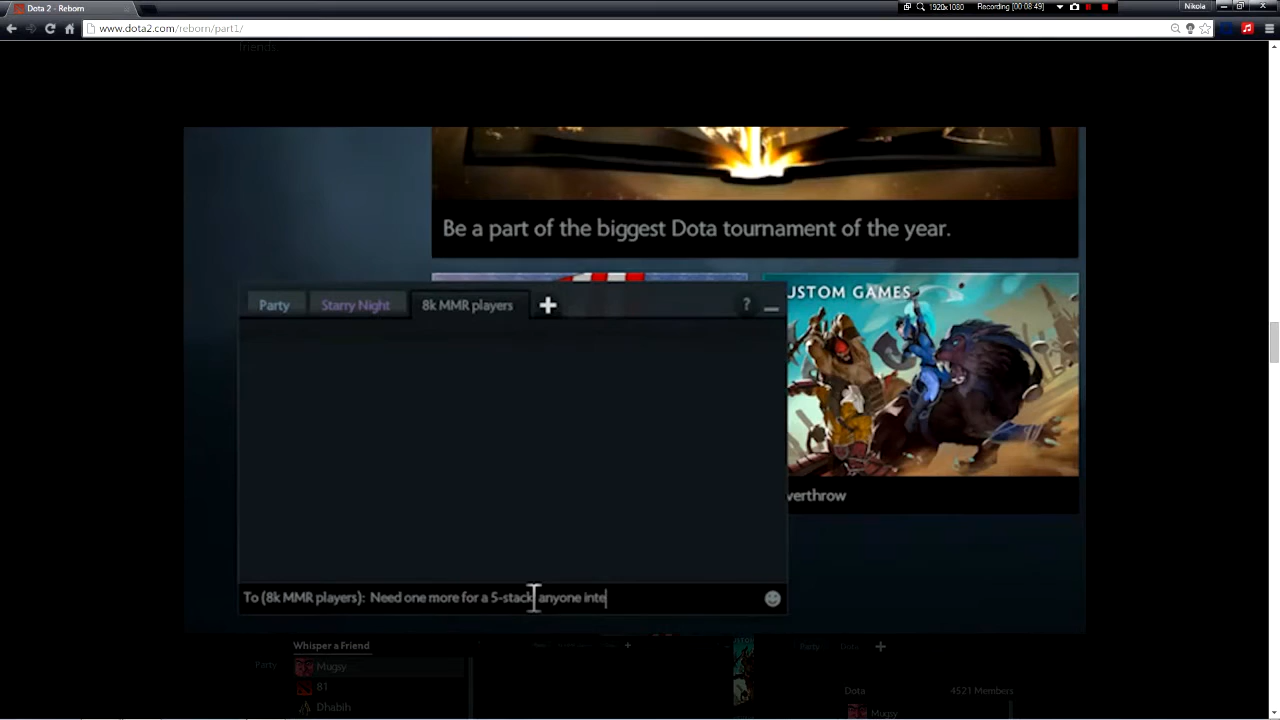 Dota 2 - Reborn
1920x1080
Recording [00:08:49]
Nikola
www.dota2.com/reborn/part1/
friends.
Be a part of the biggest Dota tournament of the year.
Party
Starry Night
8k MMR players
?
USTOM GAMES
verthrow
To (8k MMR players): Need one more for a 5-stack, anyone inte
Whisper a Friend
Party
Mugsy
81
Dhabih
Party
Dota
Dota
4521 Members
Mugsy